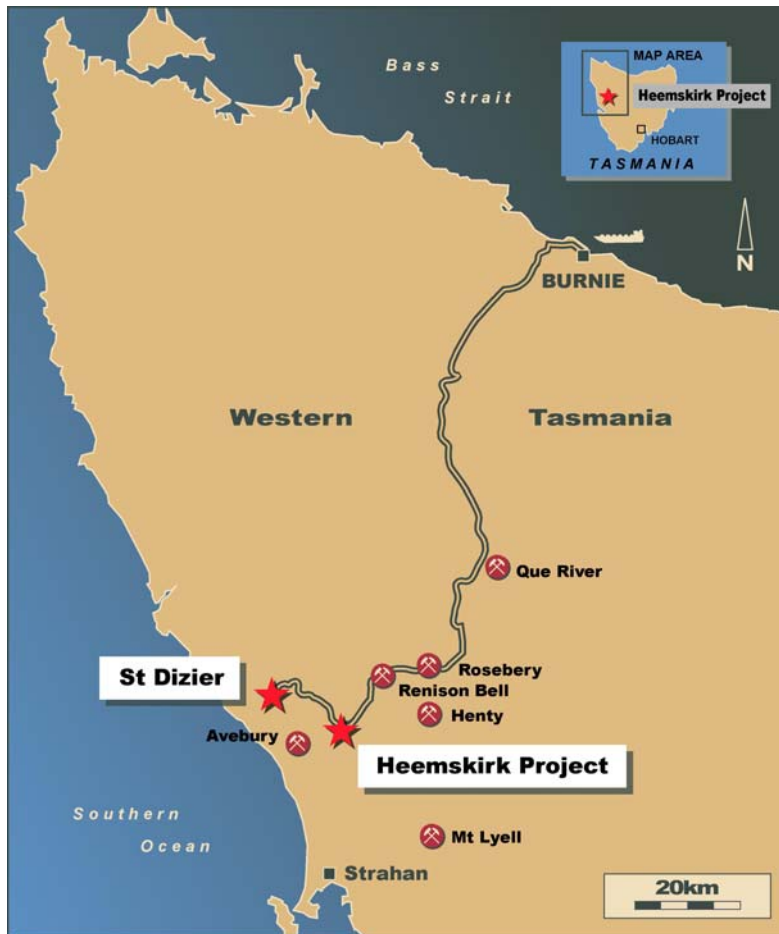 Bass
Strait
MAP AREA
Heemskirk Project
HOBART
TASMANIA
N
BURNIE
Western
Tasmania
Que River
St Dizier
Rosebery
Renison Bell
Henty
Avebury
Heemskirk Project
Southern
Ocean
Mt Lyell
Strahan
20km